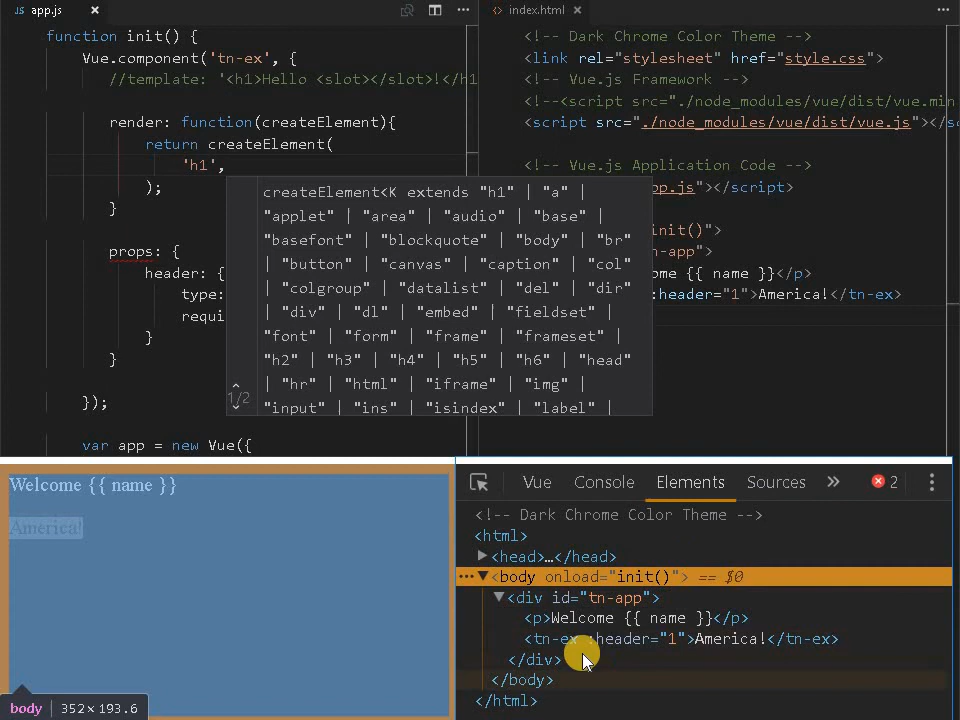 app.js
function init() {
Vue.component('tn-ex', {
//template: '<h1>Hello <slot></slot>!</h1
render: function(createElement){
return createElement(
'h1',
);
}
props: {
header: {
type:
requi
}
}
});
var app = new Vue({
createElement<K extends "h1" | "a" |
"applet" | "area" | "audio" | "base" |
"basefont" | "blockquote" | "body" | "br"
| "button" | "canvas" | "caption" | "col"
| "colgroup" | "datalist" | "del" | "dir"
| "div" | "dl" | "embed" | "fieldset" |
"font" | "form" | "frame" | "frameset" |
"h2" | "h3" | "h4" | "h5" | "h6" | "head"
| "hr" | "html" | "iframe" | "img" |
"input" | "ins" | "isindex" | "label" |
1/2
index.html
<!-- Dark Chrome Color Theme -->
<link rel="stylesheet" href="style.css">
<!-- Vue.js Framework -->
<!--<script src="./node_modules/vue/dist/vue.min
<script src="./node_modules/vue/dist/vue.js"></sc
<!-- Vue.js Application Code -->
pp.js"></script>
init()">
n-app">
ome {{ name }}</p>
:header="1">America!</tn-ex>
Welcome {{ name }}
America!
body | 352×193.6
Vue Console Elements Sources » 2
<!-- Dark Chrome Color Theme -->
<html>
<head>…</head>
<body onload="init()"> == $0
<div id="tn-app">
<p>Welcome {{ name }}</p>
<tn-ex :header="1">America!</tn-ex>
</div>
</body>
</html>